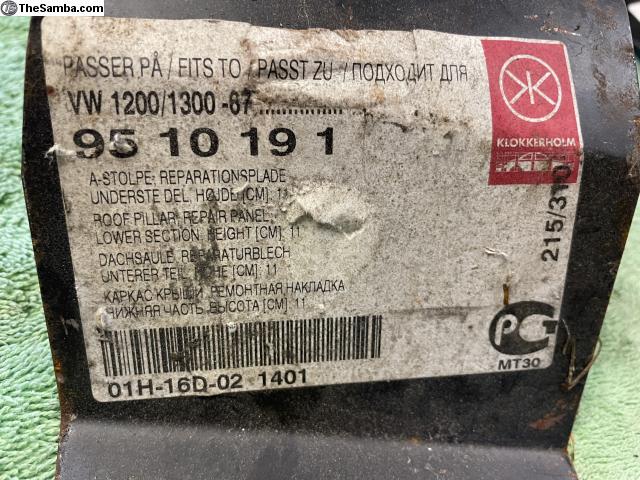 © TheSamba.com
PASSER PÅ / FITS TO / PASST ZU / ПОДХОДИТ ДЛЯ
VW 1200/1300 -67
95 10 19 1
KLOKKERHOLM
A-STOLPE; REPARATIONSPLADE
UNDERSTE DEL. HØJDE [CM]: 11
ROOF PILLAR; REPAIR PANEL,
LOWER SECTION, HEIGHT [CM]: 11
DACHSÄULE, REPARATURBLECH
UNTERER TEIL, HÖHE [CM]: 11
КАРКАС КРЫШИ, РЕМОНТНАЯ НАКЛАДКА
НИЖНЯЯ ЧАСТЬ, ВЫСОТА [CM]: 11
01H-16D-02 1401
215/310
РСТ
MT30